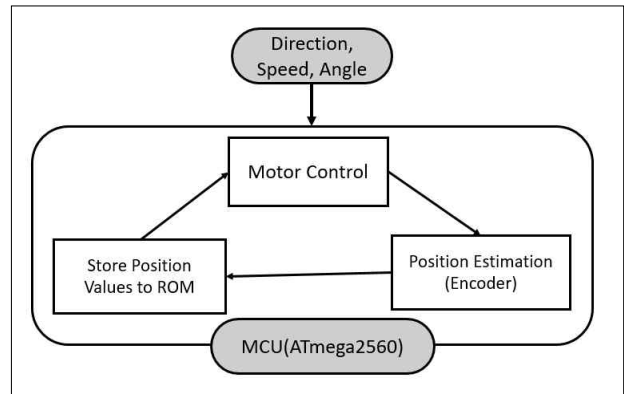 Direction,
Speed, Angle
Motor Control
Store Position
Values to ROM
Position Estimation
(Encoder)
MCU(ATmega2560)